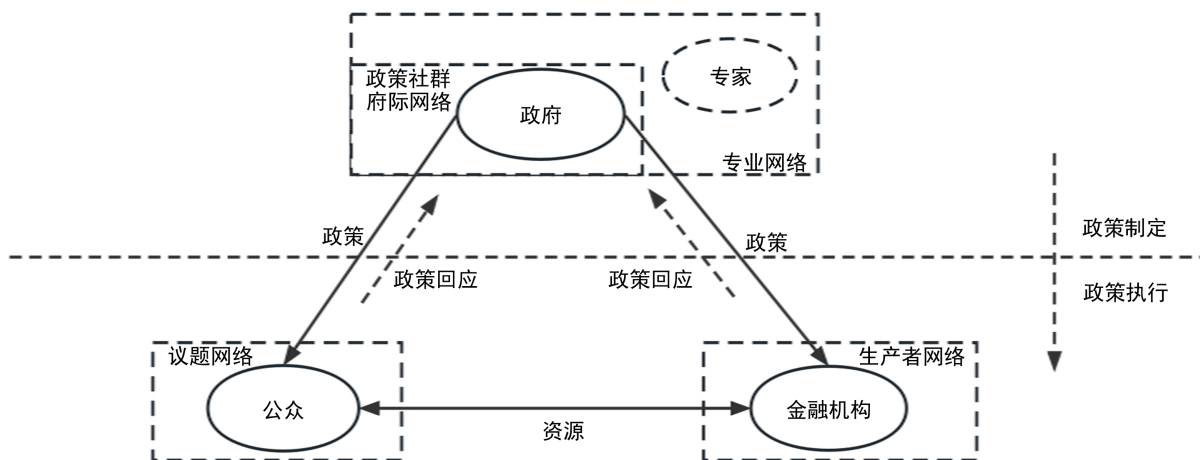 政策社群
府际网络
政府
专家
专业网络
政策
政策
政策制定
政策回应
政策回应
政策执行
议题网络
生产者网络
公众
金融机构
资源